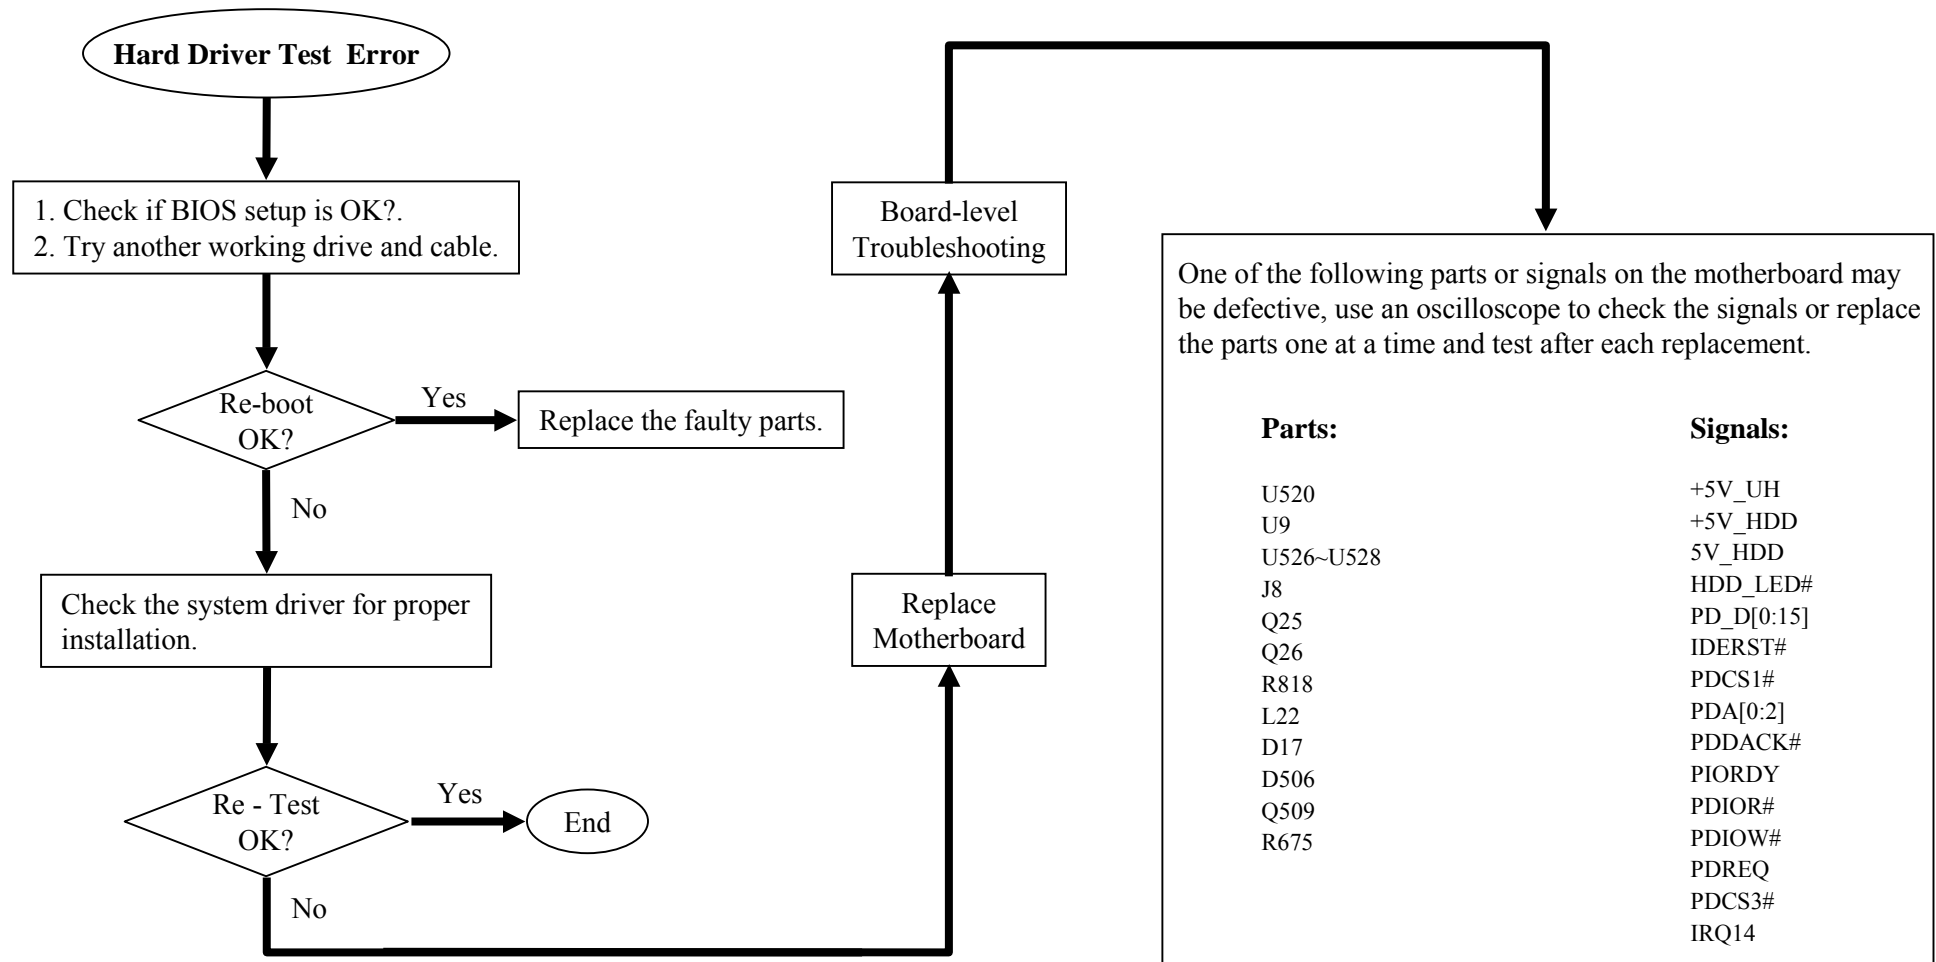 Hard Driver Test  Error
1. Check if BIOS setup is OK?.
2. Try another working drive and cable.
Re-boot
OK?
Yes
Replace the faulty parts.
No
Check the system driver for proper
installation.
Re - Test
OK?
Yes
End
No
Replace
Motherboard
Board-level
Troubleshooting
One of the following parts or signals on the motherboard may
be defective, use an oscilloscope to check the signals or replace
the parts one at a time and test after each replacement.
Parts:
U520
U9
U526~U528
J8
Q25
Q26
R818
L22
D17
D506
Q509
R675
Signals:
+5V_UH
+5V_HDD
5V_HDD
HDD_LED#
PD_D[0:15]
IDERST#
PDCS1#
PDA[0:2]
PDDACK#
PIORDY
PDIOR#
PDIOW#
PDREQ
PDCS3#
IRQ14